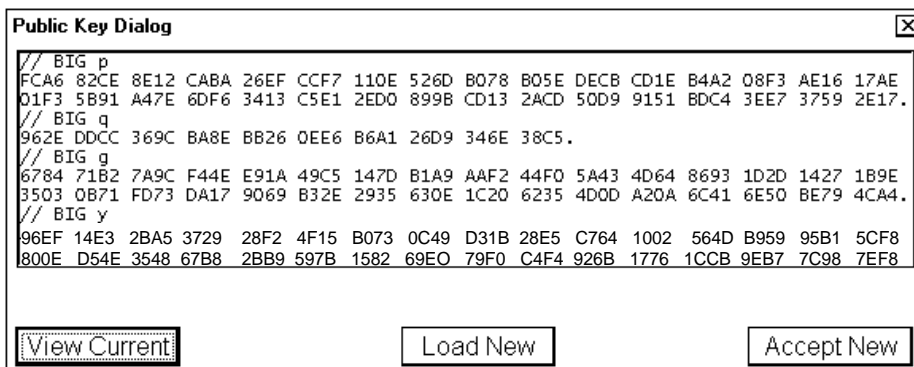 Public Key Dialog
// BIG p
FCA6 82CE 8E12 CABA 26EF CCF7 110E 526D B078 B05E DECB CD1E B4A2 08F3 AE16 17AE
01F3 5B91 A47E 6DF6 3413 C5E1 2ED0 899B CD13 2ACD 50D9 9151 BDC4 3EE7 3759 2E17.
// BIG q
962E DDCC 369C BA8E BB26 0EE6 B6A1 26D9 346E 38C5.
// BIG g
6784 71B2 7A9C F44E E91A 49C5 147D B1A9 AAF2 44F0 5A43 4D64 8693 1D2D 1427 1B9E
3503 0B71 FD73 DA17 9069 B32E 2935 630E 1C20 6235 4D0D A20A 6C41 6E50 BE79 4CA4.
// BIG y
96EF 14E3 2BA5 3729 28F2 4F15 B073 0C49 D31B 28E5 C764 1002 564D B959 95B1 5CF8
800E D54E 3548 67B8 2BB9 597B 1582 69EO 79F0 C4F4 926B 1776 1CCB 9EB7 7C98 7EF8
View Current Load New Accept New